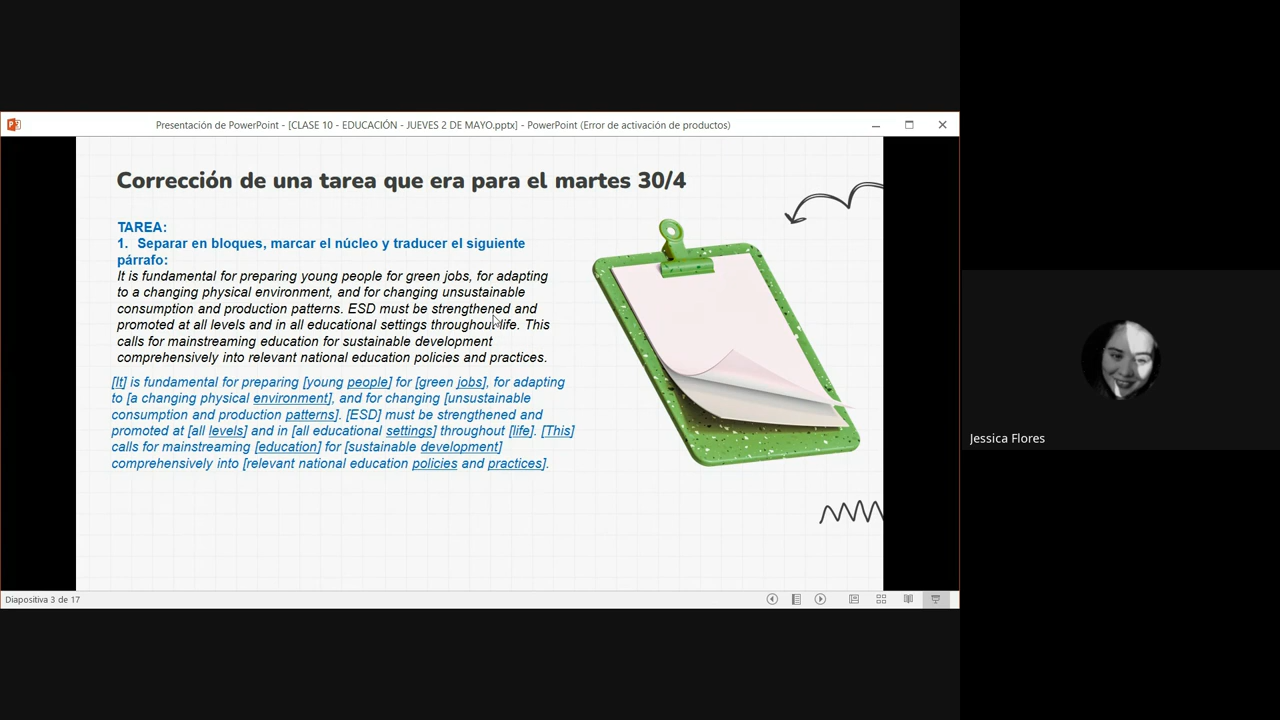 Presentación de PowerPoint - [CLASE 10 - EDUCACIÓN - JUEVES 2 DE MAYO.pptx] - PowerPoint (Error de activación de productos)
Corrección de una tarea que era para el martes 30/4
TAREA:
1. Separar en bloques, marcar el núcleo y traducer el siguiente
párrafo:
It is fundamental for preparing young people for green jobs, for adapting
to a changing physical environment, and for changing unsustainable
consumption and production patterns. ESD must be strengthened and
promoted at all levels and in all educational settings throughout life. This
calls for mainstreaming education for sustainable development
comprehensively into relevant national education policies and practices.
[It] is fundamental for preparing [young people] for [green jobs], for adapting
to [a changing physical environment], and for changing [unsustainable
consumption and production patterns]. [ESD] must be strengthened and
promoted at [all levels] and in [all educational settings] throughout [life]. [This]
calls for mainstreaming [education] for [sustainable development]
comprehensively into [relevant national education policies and practices].
Jessica Flores
Diapositiva 3 de 17